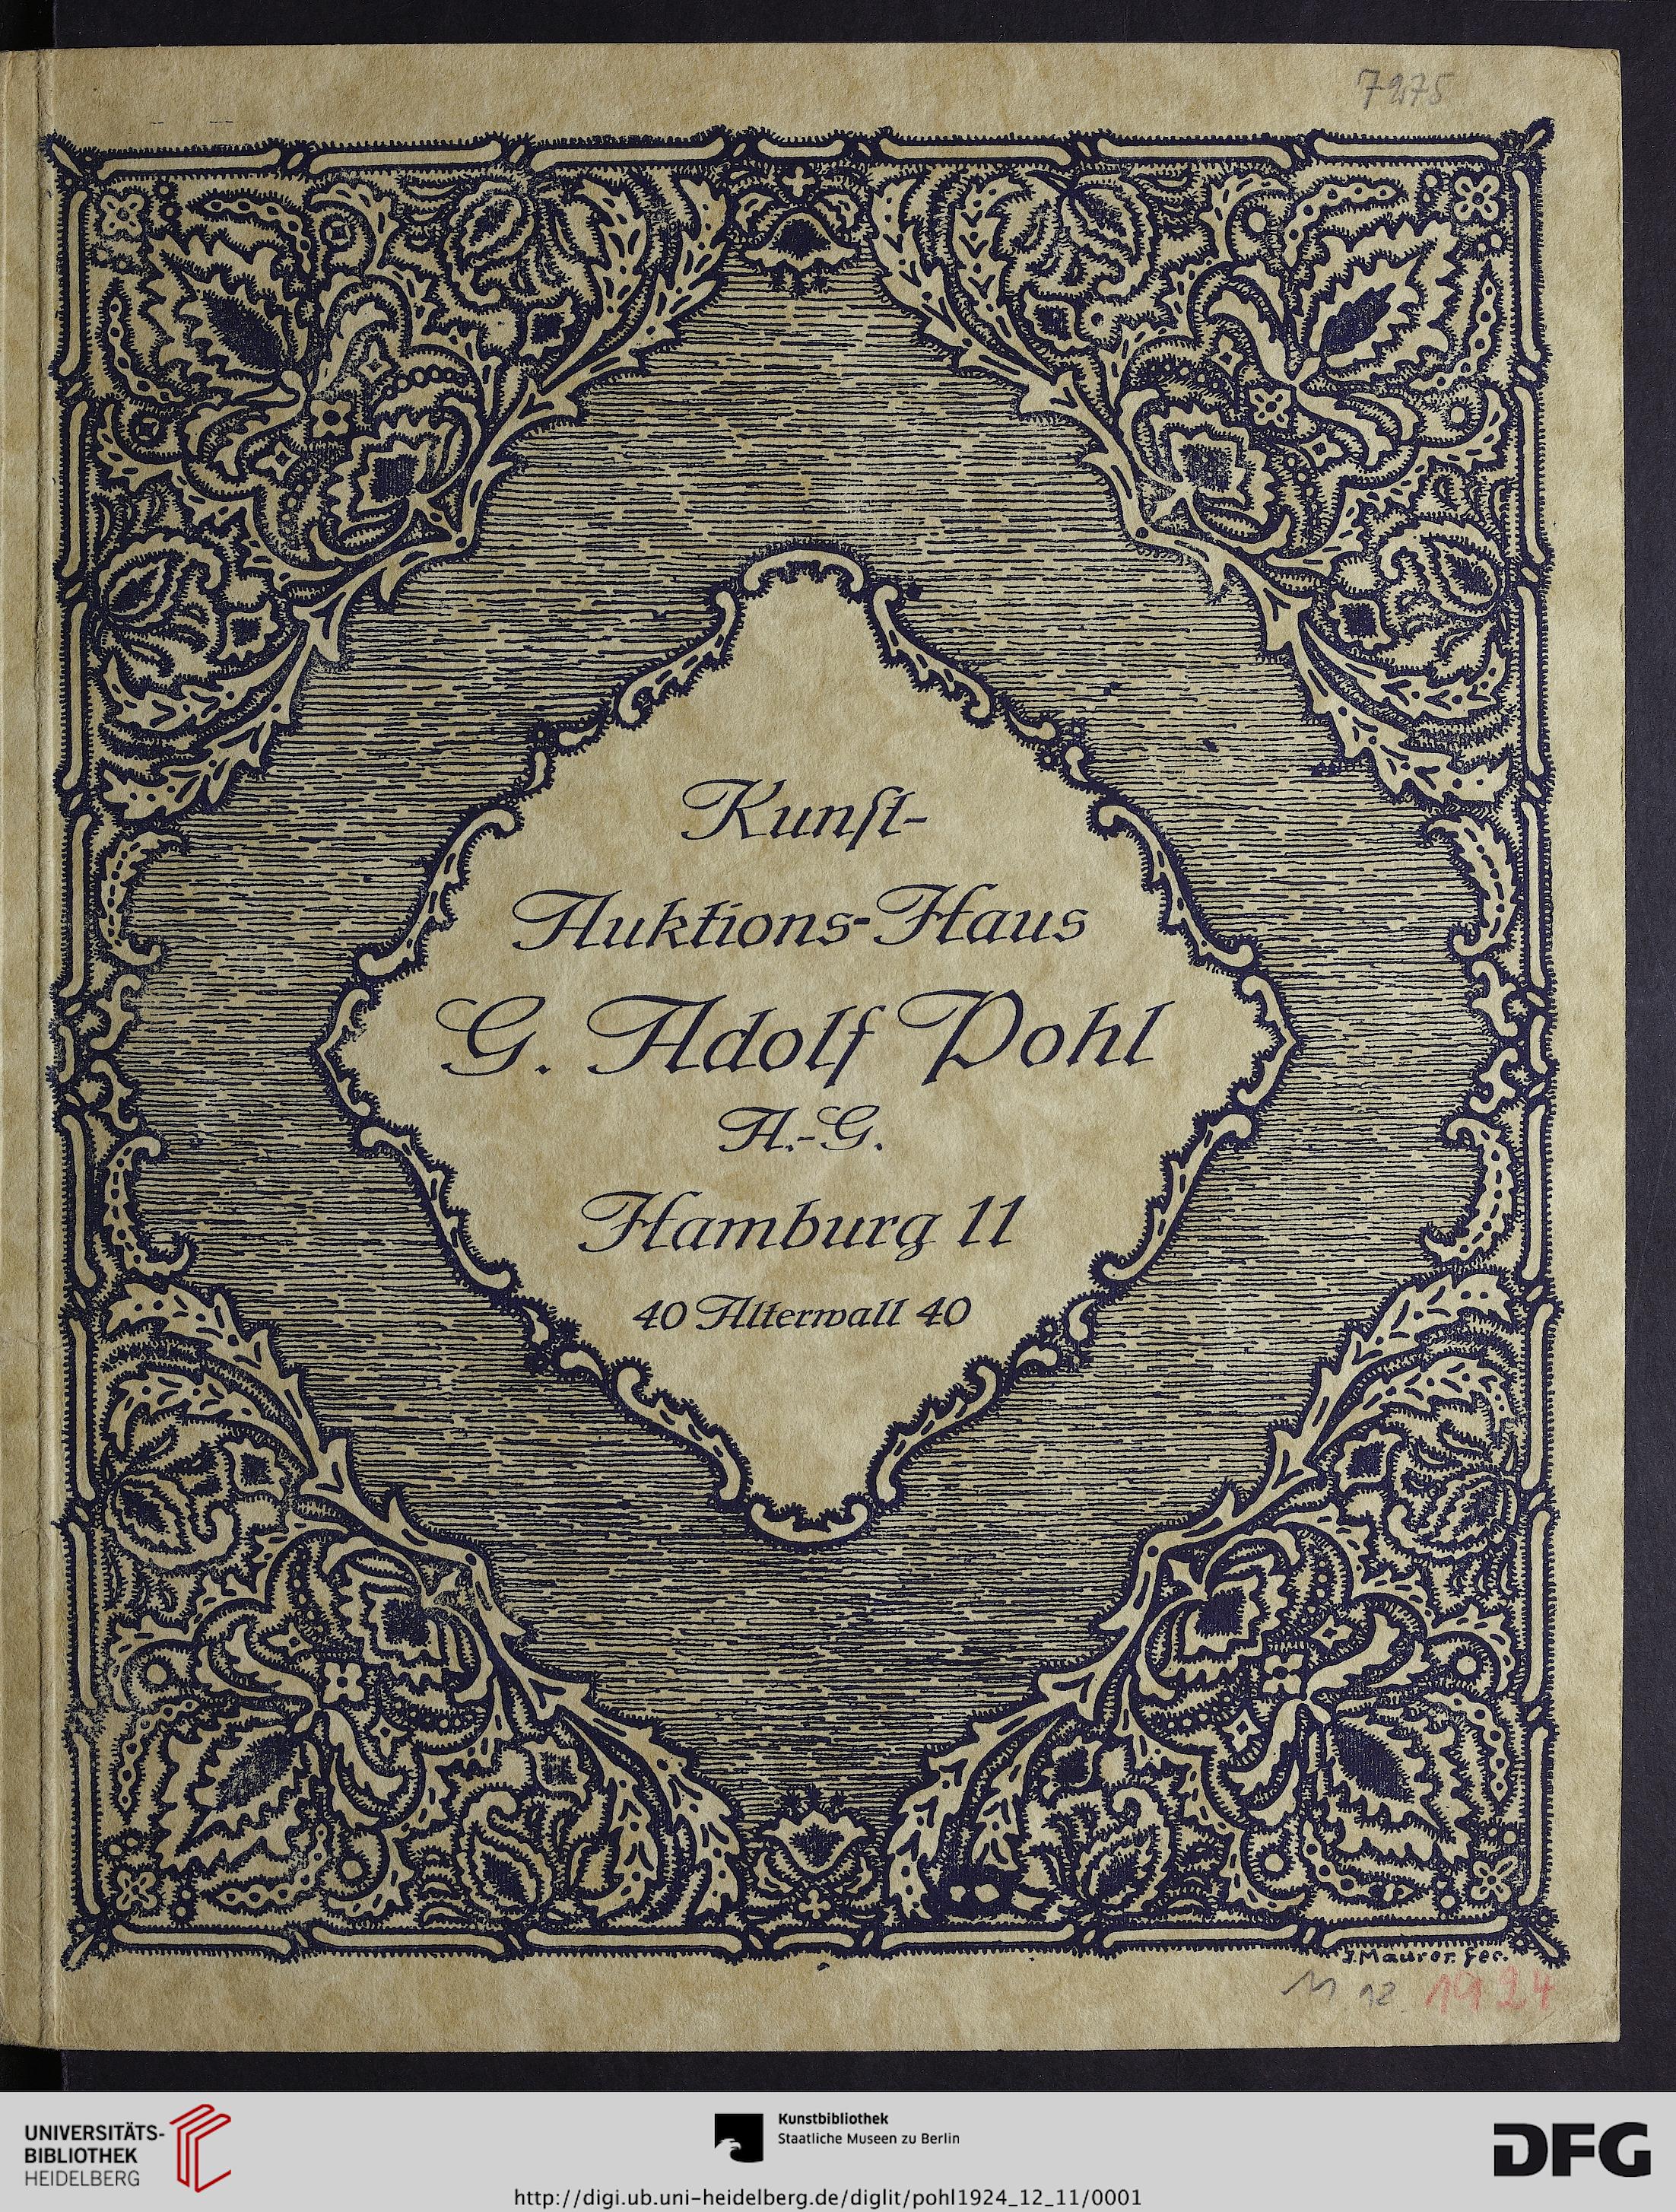 7275
Kunſt-
Auktions-Haus
G. Adolf Pohl
A.-G.
Hamburg 11
40 Alterwall 40
J. Maurer. fec.
11. 12. 1924
UNIVERSITÄTS-
BIBLIOTHEK
HEIDELBERG
Kunstbibliothek
Staatliche Museen zu Berlin
DFG
http://digi.ub.uni-heidelberg.de/diglit/pohl1924_12_11/0001